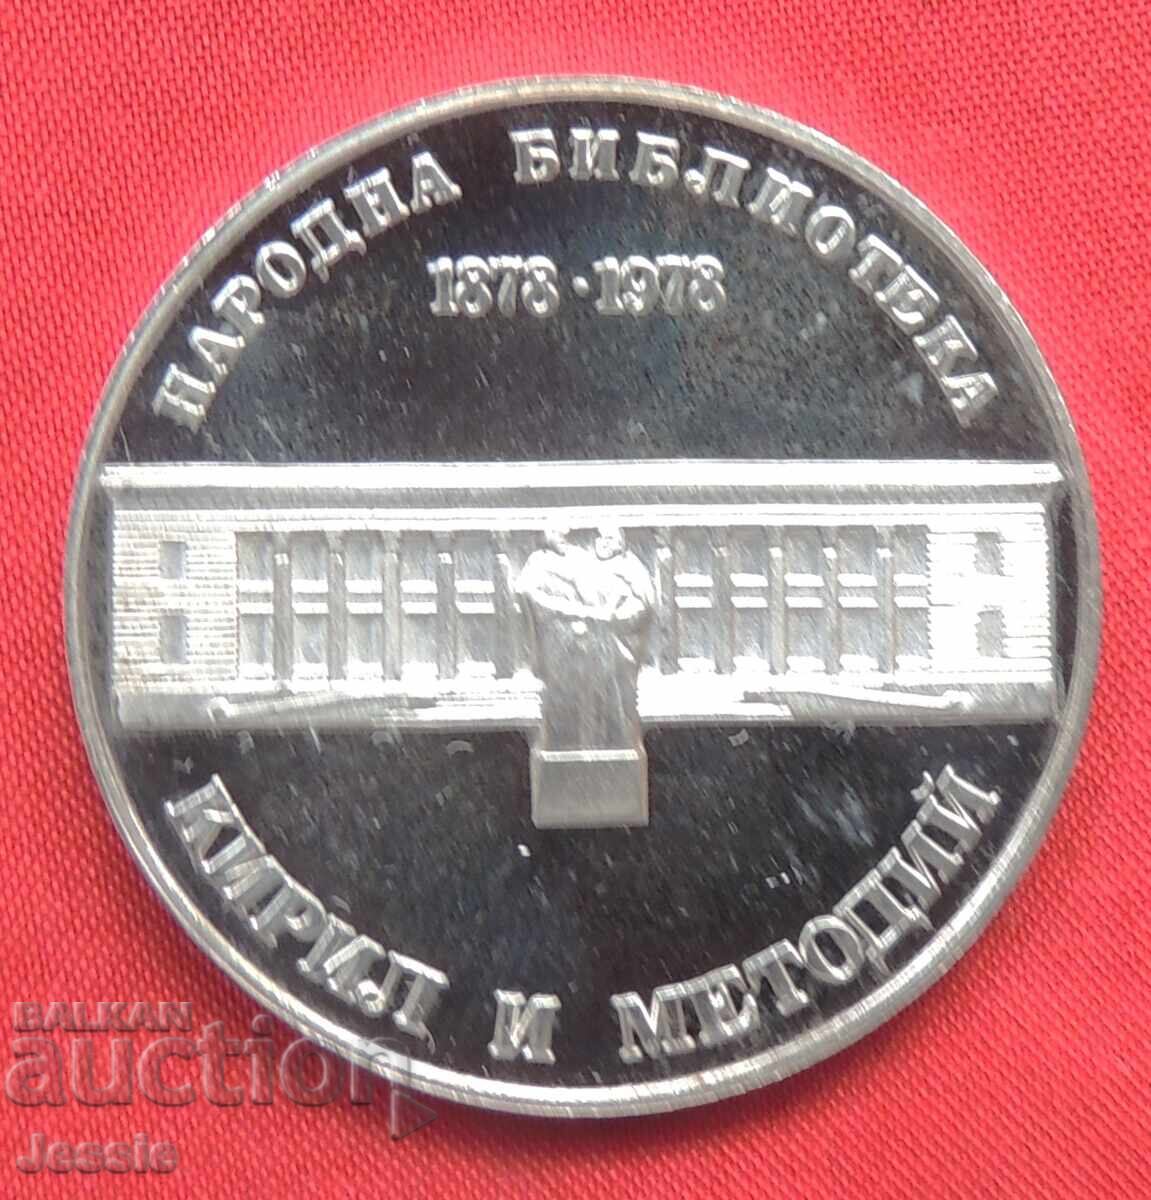 НАРОДНА БИБЛИОТЕКА
1878·1978
КИРИЛ И МЕТОДИЙ
BALKAN
auction
Jessie